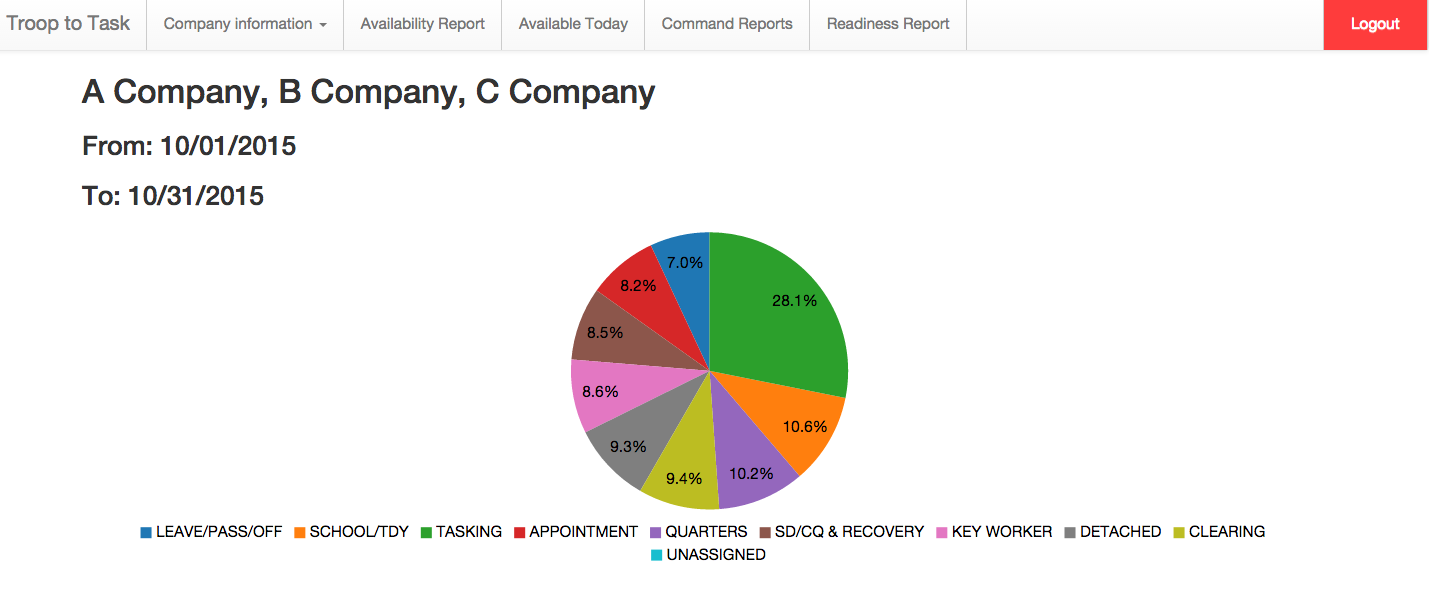 Troop to Task Company information Availability Report Available Today Command Reports Readiness Report Logout
A Company, B Company, C Company
From: 10/01/2015
To: 10/31/2015
7.0%
8.2%
28.1%
8.5%
8.6%
10.6%
9.3%
9.4%
10.2%
LEAVE/PASS/OFF SCHOOL/TDY TASKING APPOINTMENT QUARTERS SD/CQ & RECOVERY KEY WORKER DETACHED CLEARING
UNASSIGNED